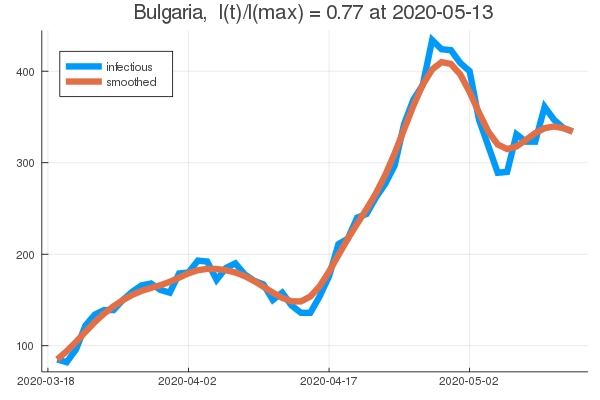 Bulgaria, I(t)/I(max) = 0.77 at 2020-05-13
infectious
smoothed
400
300
200
100
2020-03-18 2020-04-02 2020-04-17 2020-05-02